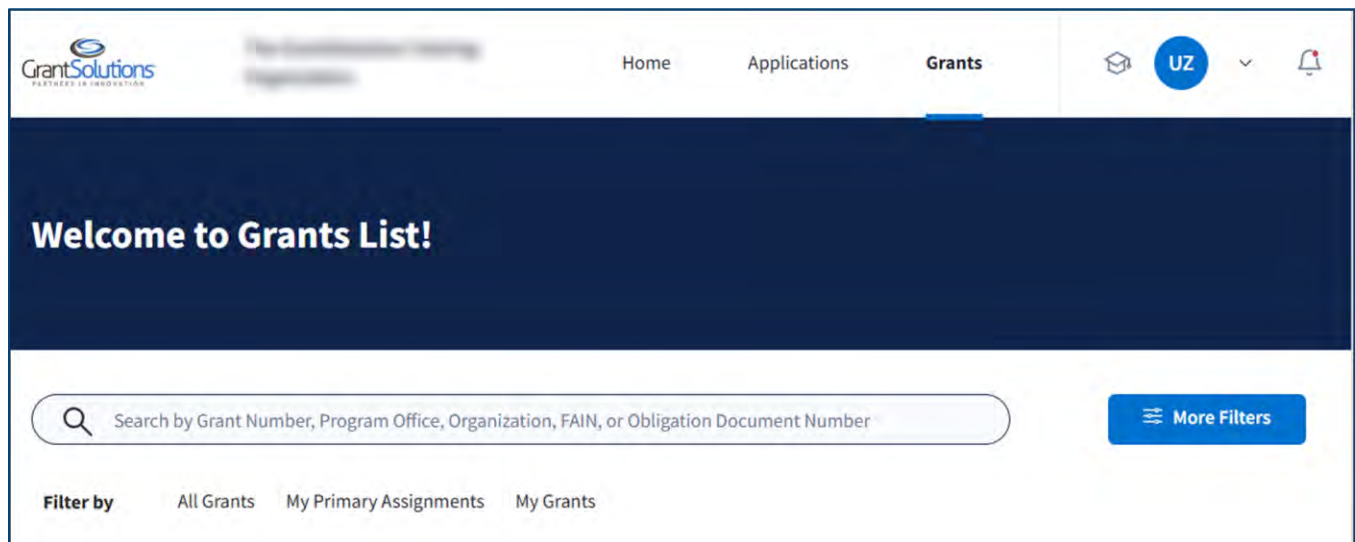 GrantSolutions
PARTNERS IN INNOVATION
Home Applications Grants UZ
Welcome to Grants List!
Search by Grant Number, Program Office, Organization, FAIN, or Obligation Document Number
More Filters
Filter by All Grants My Primary Assignments My Grants